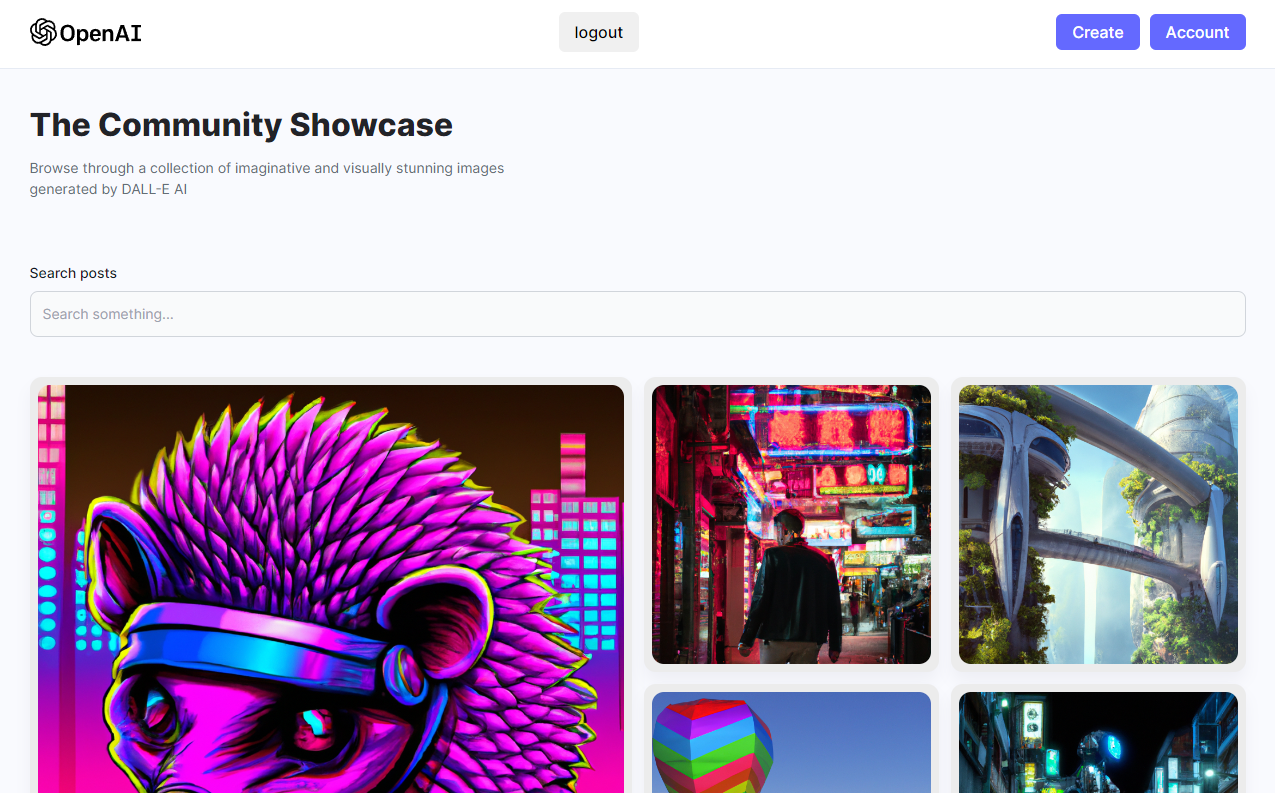 OpenAI
logout
Create
Account
The Community Showcase
Browse through a collection of imaginative and visually stunning images
generated by DALL-E AI
Search posts
Search something...